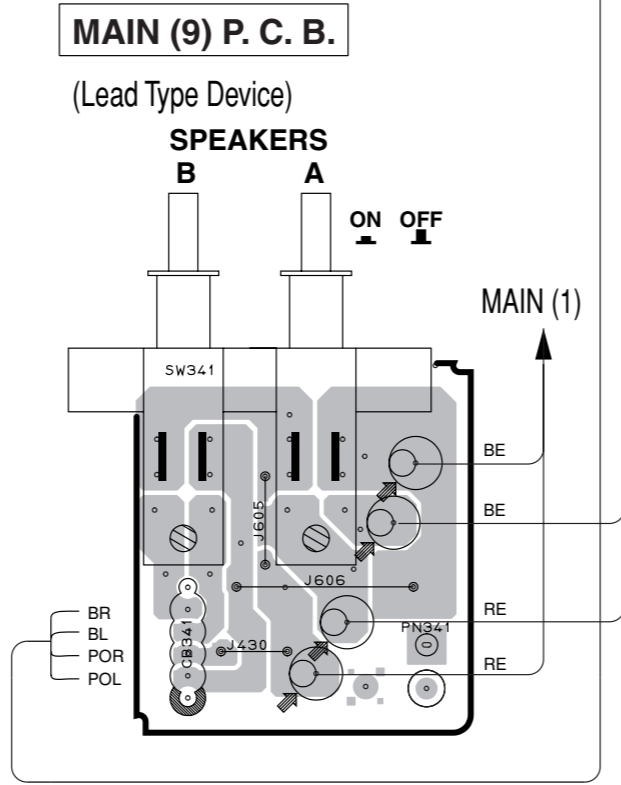 MAIN (9) P. C. B.
(Lead Type Device)
SPEAKERS
B A
ON OFF
MAIN (1)
SW341
BE
BE
J605
J606
RE
PN341
BR
BL
POR
POL
CB341
J430
RE